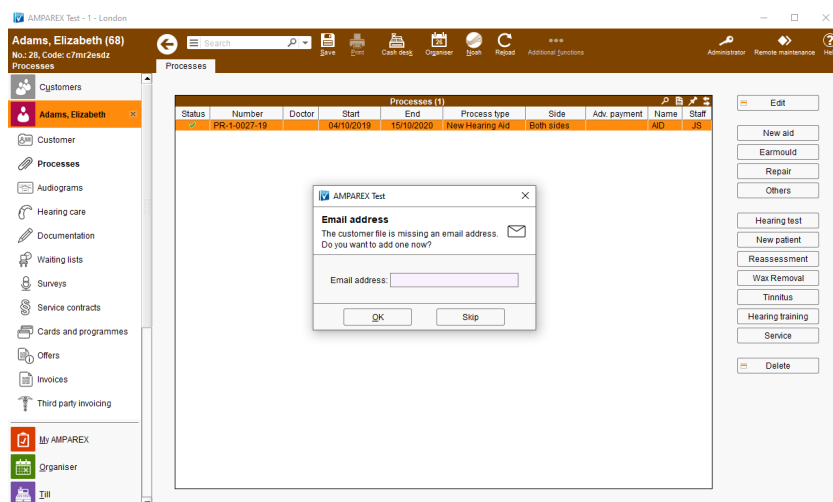 AMPAREX Test - 1 - London
Adams, Elizabeth (68)
No.: 28, Code: c7mr2esdz
Processes
Search
Save
Print
Cash desk
Organiser
Noah
Reload
Additional functions
Administrator
Remote maintenance
Hel
Processes
Customers
Adams, Elizabeth
Customer
Processes
Audiograms
Hearing care
Documentation
Waiting lists
Surveys
Service contracts
Cards and programmes
Offers
Invoices
Third party invoicing
My AMPAREX
Organiser
Till
Processes (1)
Status Number Doctor Start End Process type Side Adv. payment Name Staff
PR-1-0027-19 04/10/2019 15/10/2020 New Hearing Aid Both sides AID JS
AMPAREX Test
Email address
The customer file is missing an email address.
Do you want to add one now?
Email address:
OK
Skip
Edit
New aid
Earmould
Repair
Others
Hearing test
New patient
Reassessment
Wax Removal
Tinnitus
Hearing training
Service
Delete